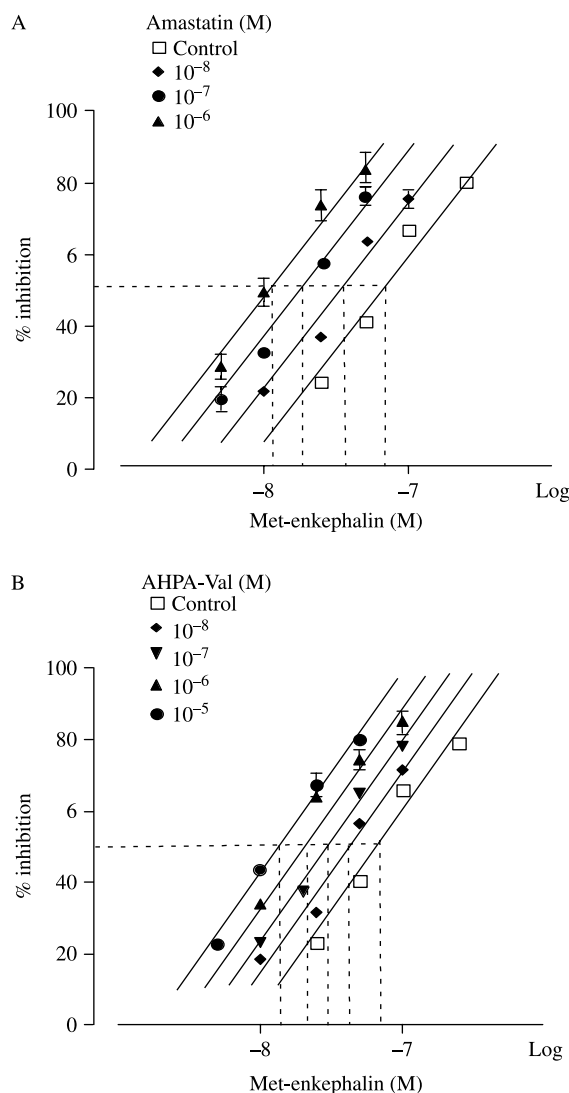 A
Amastatin (M)
Control
10⁻⁸
10⁻⁷
10⁻⁶
100
80
6
40
20
0
% inhibition
−8
−7
Log
Met-enkephalin (M)
B
AHPA-Val (M)
Control
10⁻⁸
10⁻⁷
10⁻⁶
10⁻⁵
100
80
6
40
20
0
% inhibition
−8
−7
Log
Met-enkephalin (M)